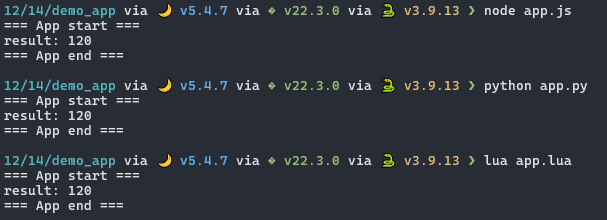 12/14/demo_app via 🌙 v5.4.7 via � v22.3.0 via 🐍 v3.9.13 ❯ node app.js
=== App start ===
result: 120
=== App end ===
12/14/demo_app via 🌙 v5.4.7 via � v22.3.0 via 🐍 v3.9.13 ❯ python app.py
=== App start ===
result: 120
=== App end ===
12/14/demo_app via 🌙 v5.4.7 via � v22.3.0 via 🐍 v3.9.13 ❯ lua app.lua
=== App start ===
result: 120
=== App end ===